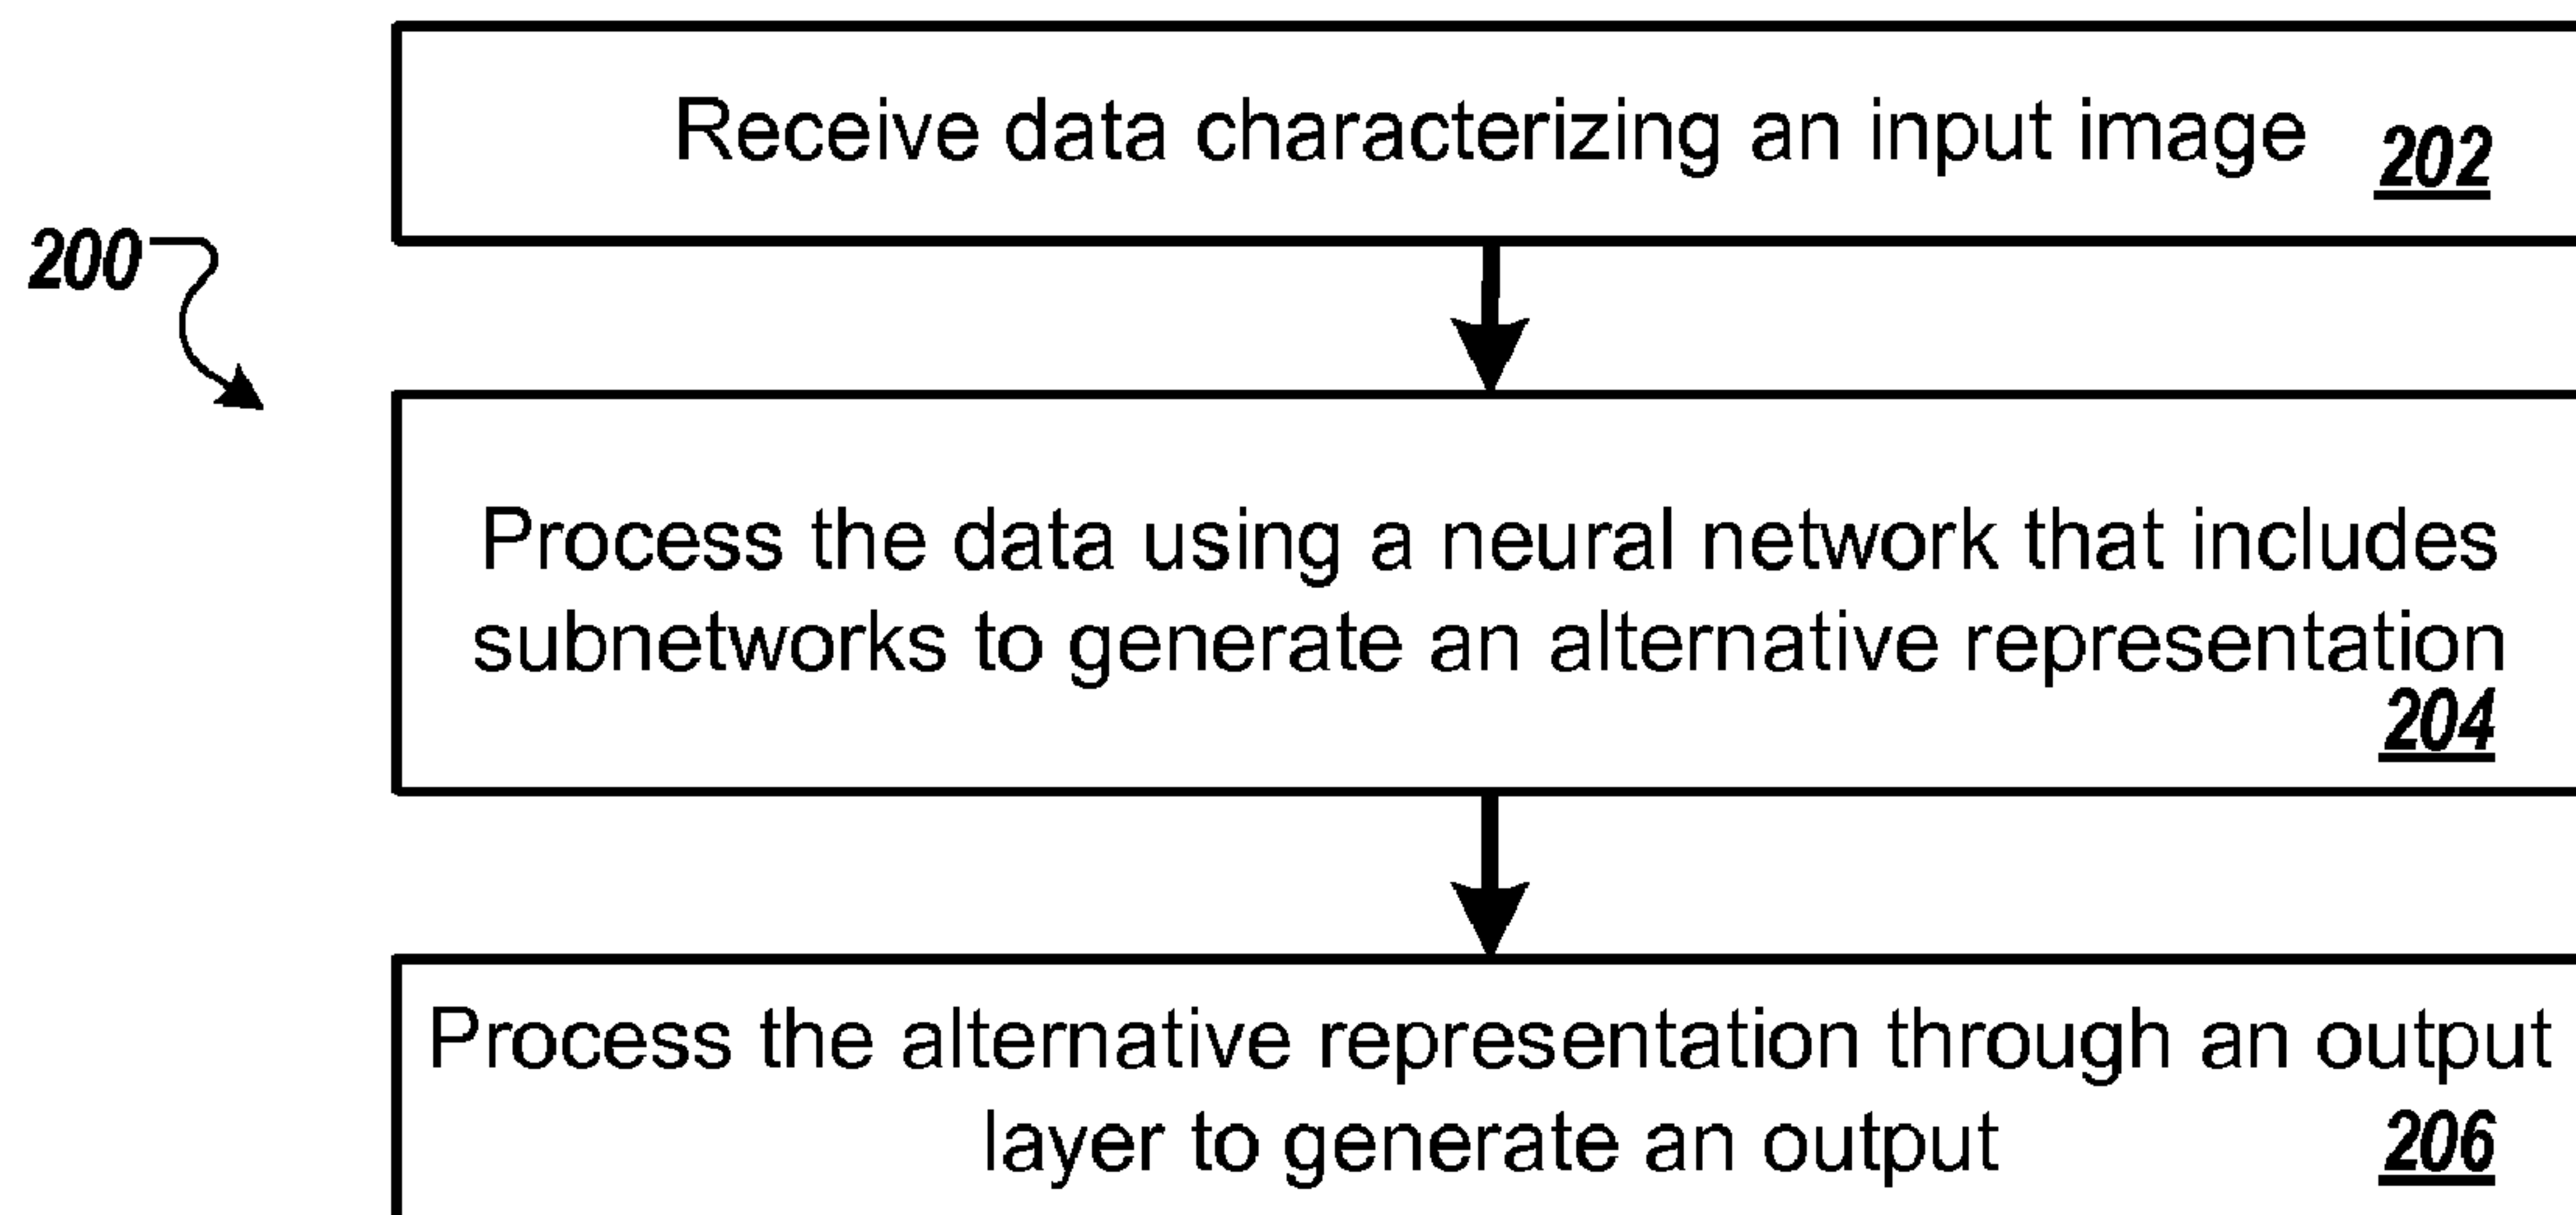 Receive data characterizing an input image 202
200
Process the data using a neural network that includes
subnetworks to generate an alternative representation
204
Process the alternative representation through an output
layer to generate an output 206